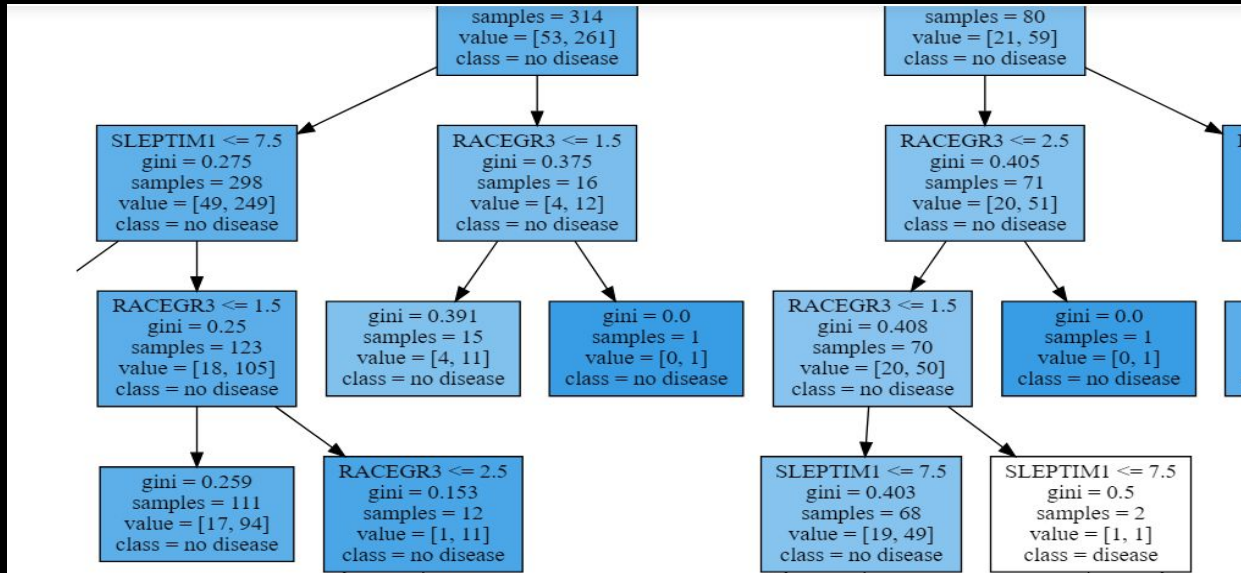 samples = 314
value = [53, 261]
class = no disease
samples = 80
value = [21, 59]
class = no disease
SLEPTIM1 <= 7.5
gini = 0.275
samples = 298
value = [49, 249]
class = no disease
RACEGR3 <= 1.5
gini = 0.375
samples = 16
value = [4, 12]
class = no disease
RACEGR3 <= 2.5
gini = 0.405
samples = 71
value = [20, 51]
class = no disease
RACEGR3 <= 1.5
gini = 0.25
samples = 123
value = [18, 105]
class = no disease
gini = 0.391
samples = 15
value = [4, 11]
class = no disease
gini = 0.0
samples = 1
value = [0, 1]
class = no disease
RACEGR3 <= 1.5
gini = 0.408
samples = 70
value = [20, 50]
class = no disease
gini = 0.0
samples = 1
value = [0, 1]
class = no disease
gini = 0.259
samples = 111
value = [17, 94]
class = no disease
RACEGR3 <= 2.5
gini = 0.153
samples = 12
value = [1, 11]
SLEPTIM1 <= 7.5
gini = 0.403
samples = 68
value = [19, 49]
class = no disease
SLEPTIM1 <= 7.5
gini = 0.5
samples = 2
value = [1, 1]
class = disease